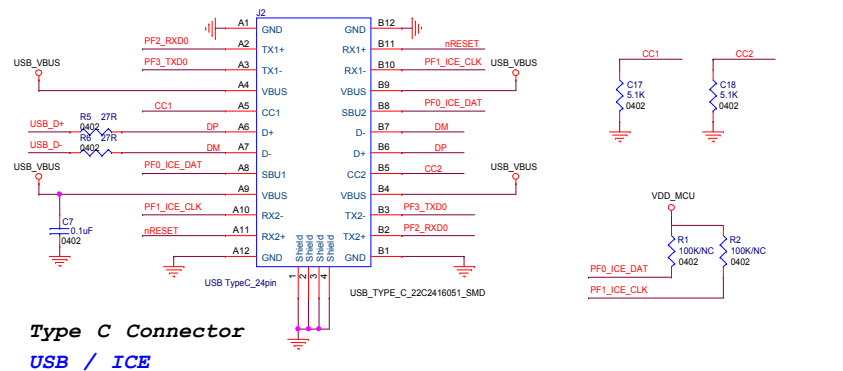 J2
A1 GND GND B12
PF2_RXD0 A2 TX1+ RX1+ B11 nRESET
PF3_TXD0 A3 TX1- RX1- B10 PF1_ICE_CLK
USB_VBUS A4 VBUS VBUS B9 USB_VBUS
CC1 A5 CC1 SBU2 B8 PF0_ICE_DAT
USB_D+ R5 27R 0402 DP A6 D+ D- B7 DM
USB_D- R6 27R 0402 DM A7 D- D+ B6 DP
PF0_ICE_DAT A8 SBU1 CC2 B5 CC2
USB_VBUS A9 VBUS VBUS B4 USB_VBUS
PF1_ICE_CLK A10 RX2- TX2- B3 PF3_TXD0
nRESET A11 RX2+ TX2+ B2 PF2_RXD0
A12 GND GND B1
C7
0.1uF
0402
Shield Shield Shield Shield
1 2 3 4
USB TypeC_24pin
USB_TYPE_C_22C2416051_SMD
CC1 CC2
C17 C18
5.1K 5.1K
0402 0402
VDD_MCU
R1 R2
100K/NC 100K/NC
0402 0402
PF0_ICE_DAT
PF1_ICE_CLK
Type C Connector
USB / ICE